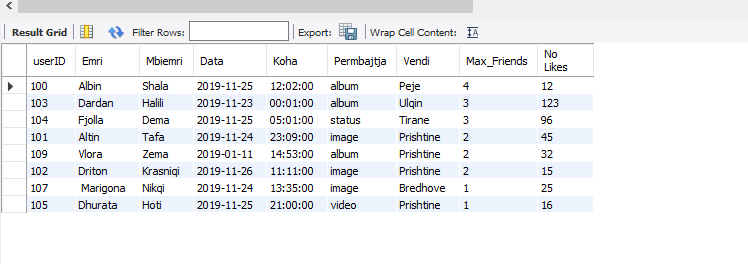 Result Grid Filter Rows: Export: Wrap Cell Content: IA
userID Emri Mbiemri Data Koha Permbajtja Vendi Max_Friends No Likes
100 Albin Shala 2019-11-25 12:02:00 album Peje 4 12
103 Dardan Halili 2019-11-23 00:01:00 album Ulqin 3 123
104 Fjolla Dema 2019-11-25 05:01:00 status Tirane 3 96
101 Altin Tafa 2019-11-24 23:09:00 image Prishtine 2 45
109 Vlora Zema 2019-01-11 14:53:00 album Prishtine 2 32
102 Driton Krasniqi 2019-11-26 11:11:00 image Prishtine 2 15
107 Marigona Nikqi 2019-11-24 13:35:00 image Bredhove 1 25
105 Dhurata Hoti 2019-11-25 21:00:00 video Prishtine 1 16